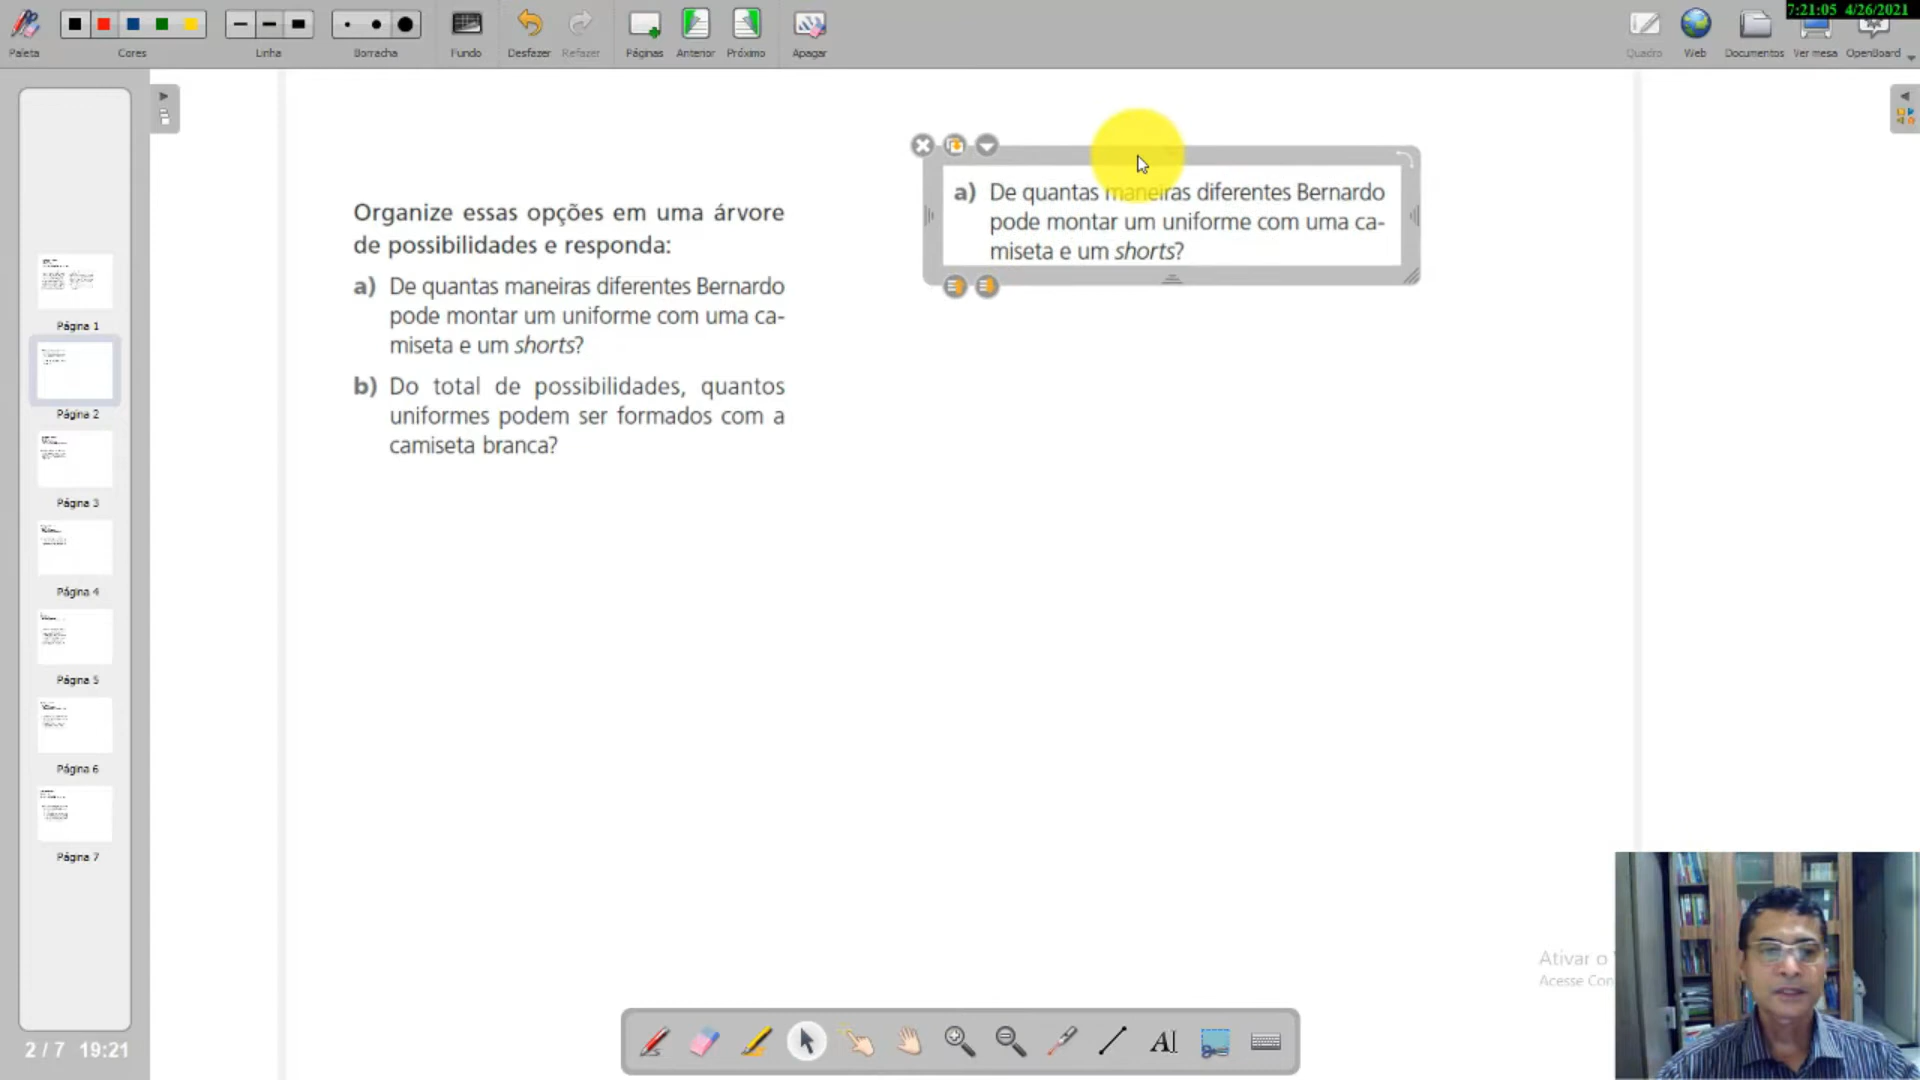 7:21:05 4/26/2021
Paleta
Cores
Linha
Borracha
Fundo
Desfazer
Refazer
Páginas
Anterior
Próximo
Apagar
Quadro
Web
Documentos
Ver mesa
OpenBoard
Página 1
Página 2
Página 3
Página 4
Página 5
Página 6
Página 7
2 / 7 19:21
Organize essas opções em uma árvore
de possibilidades e responda:
a) De quantas maneiras diferentes Bernardo
pode montar um uniforme com uma ca-
miseta e um shorts?
b) Do total de possibilidades, quantos
uniformes podem ser formados com a
camiseta branca?
a) De quantas maneiras diferentes Bernardo
pode montar um uniforme com uma ca-
miseta e um shorts?
Ativar o
Acesse
AI